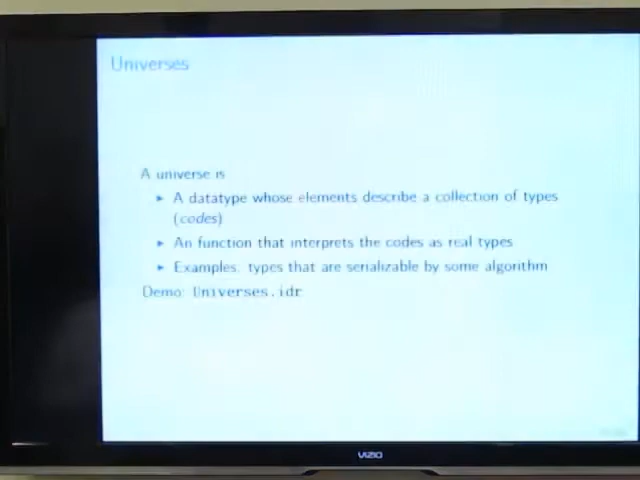 Universes
A universe is
▸ A datatype whose elements describe a collection of types
(codes)
▸ An function that interprets the codes as real types
▸ Examples: types that are serializable by some algorithm
Demo: Universes.idr
VIZIO